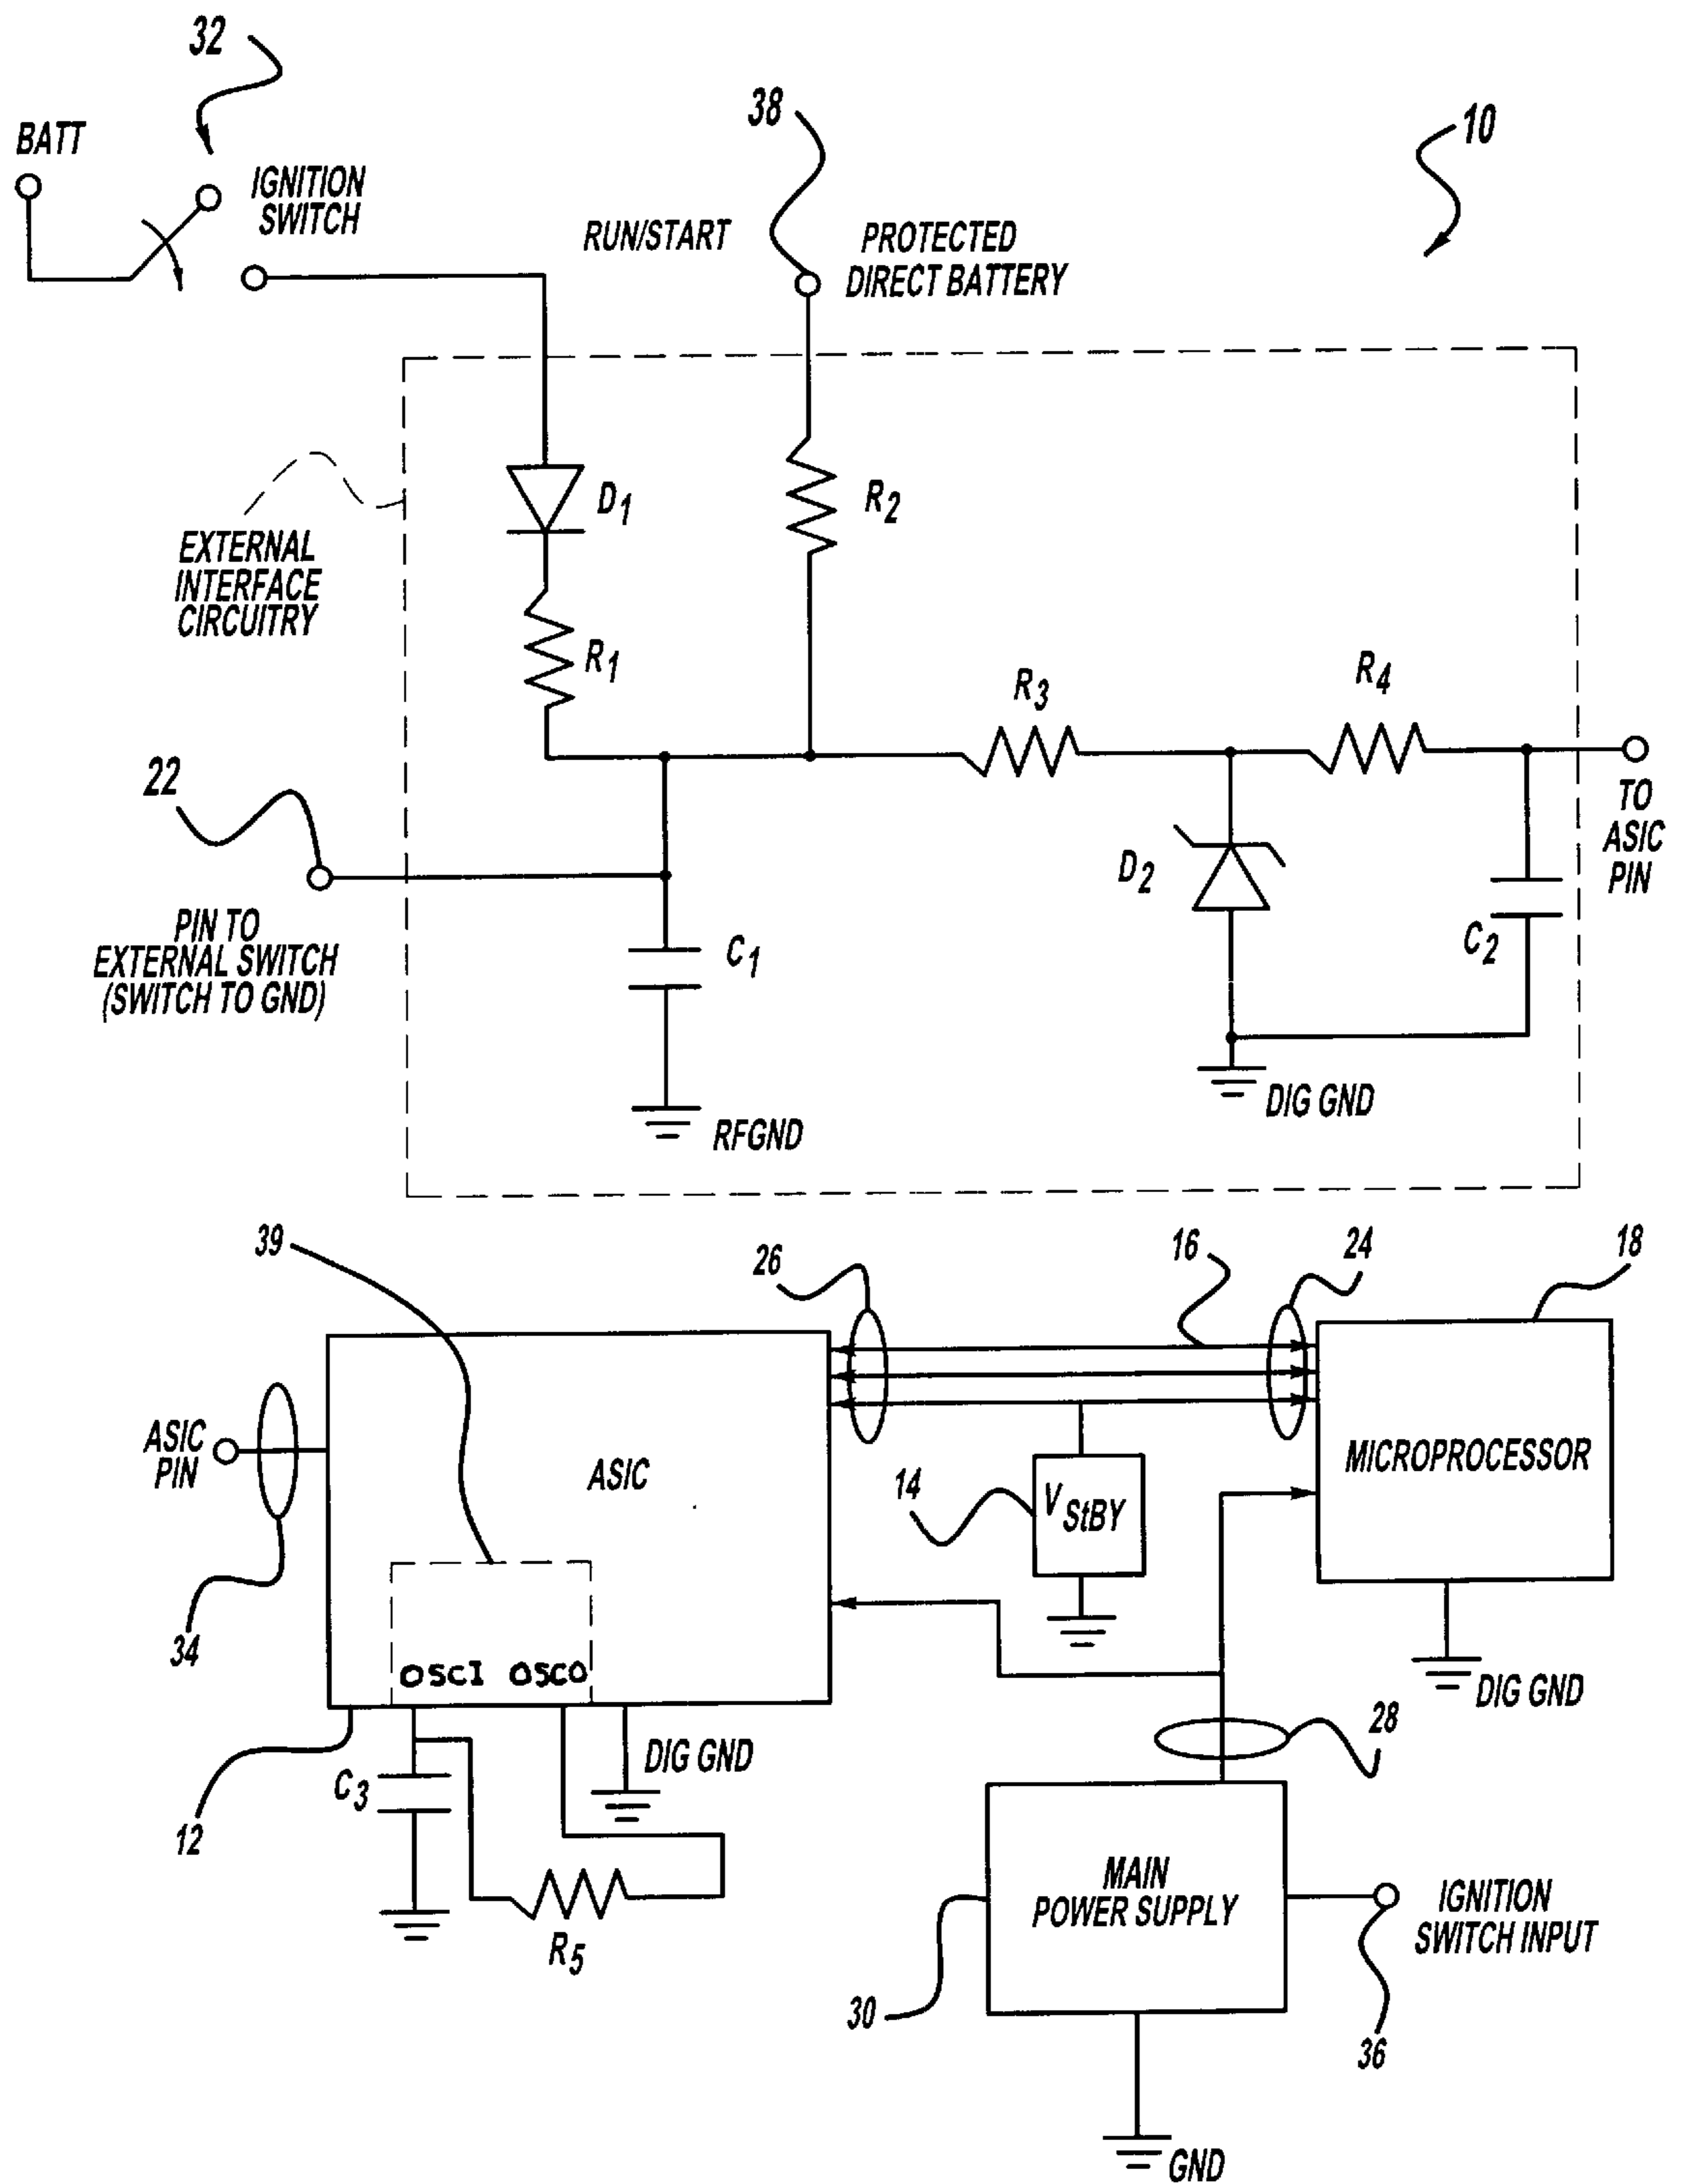 32
38
10
BATT
IGNITION
SWITCH
RUN/START
PROTECTED
DIRECT BATTERY
D1
R2
EXTERNAL
INTERFACE
CIRCUITRY
R1
R3
R4
22
TO
ASIC
PIN
D2
PIN TO
EXTERNAL SWITCH
(SWITCH TO GND)
C1
C2
DIG GND
RFGND
39
26
16
24
18
ASIC
PIN
ASIC
MICROPROCESSOR
14
VStBY
34
OSCI OSCO
DIG GND
28
DIG GND
C3
12
MAIN
POWER SUPPLY
IGNITION
SWITCH INPUT
R5
30
36
GND